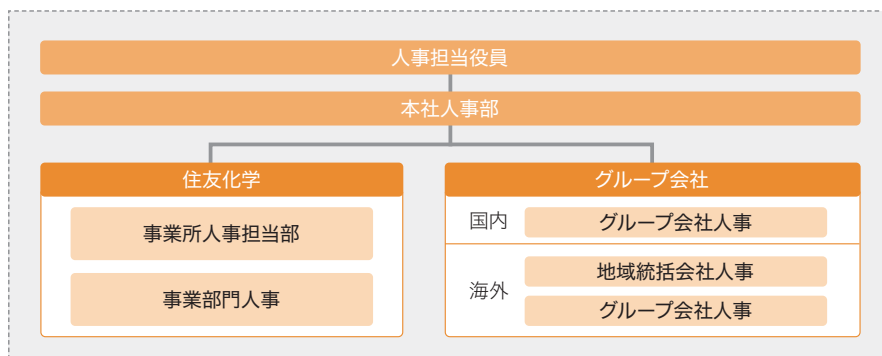 人事担当役員
本社人事部
住友化学
事業所人事担当部
事業部門人事
グループ会社
国内
グループ会社人事
海外
地域統括会社人事
グループ会社人事